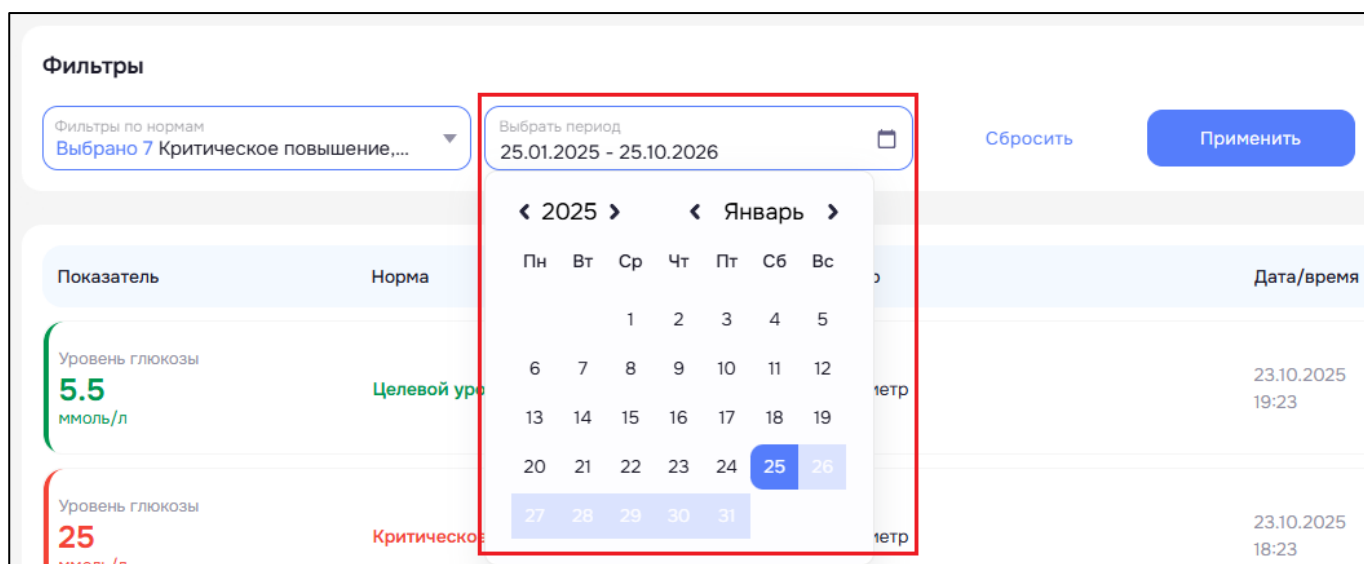 Фильтры
Фильтры по нормам
Выбрано 7 Критическое повышение,...
Выбрать период
25.01.2025 - 25.10.2026
Сбросить
Применить
2025 Январь
Пн Вт Ср Чт Пт Сб Вс
1 2 3 4 5
6 7 8 9 10 11 12
13 14 15 16 17 18 19
20 21 22 23 24 25 26
27 28 29 30 31
Показатель Норма Дата/время
Уровень глюкозы
5.5
ммоль/л
Целевой
23.10.2025
19:23
Уровень глюкозы
25
23.10.2025
18:23